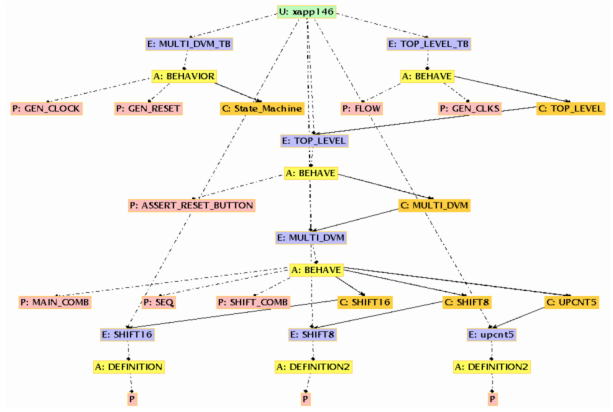 U: xapp146
E: MULTI_DVM_TB
E: TOP_LEVEL_TB
A: BEHAVIOR
A: BEHAVE
P: GEN_CLOCK
P: GEN_RESET
C: State_Machine
P: FLOW
P: GEN_CLKS
C: TOP_LEVEL
E: TOP_LEVEL
A: BEHAVE
P: ASSERT_RESET_BUTTON
C: MULTI_DVM
E: MULTI_DVM
A: BEHAVE
P: MAIN_COMB
P: SEQ
P: SHIFT_COMB
C: SHIFT16
C: SHIFT8
C: UPCNT5
E: SHIFT16
E: SHIFT8
E: upcnt5
A: DEFINITION
A: DEFINITION2
A: DEFINITION2
P
P
P